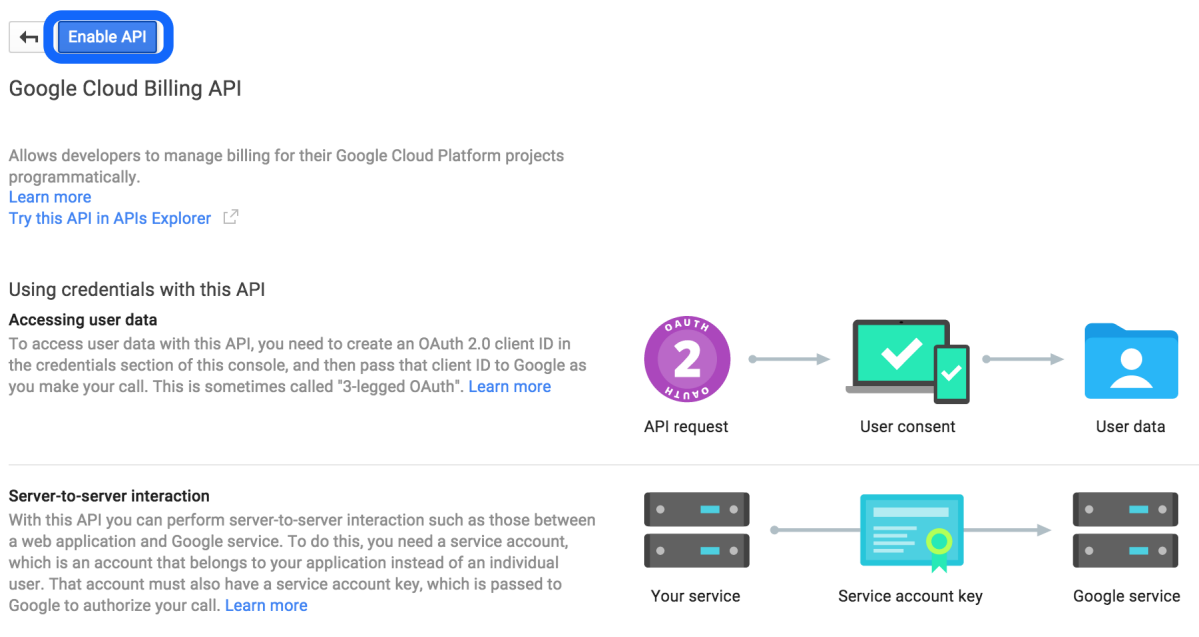 Enable API
Google Cloud Billing API
Allows developers to manage billing for their Google Cloud Platform projects
programmatically.
Learn more
Try this API in APIs Explorer
Using credentials with this API
Accessing user data
To access user data with this API, you need to create an OAuth 2.0 client ID in
the credentials section of this console, and then pass that client ID to Google as
you make your call. This is sometimes called "3-legged OAuth". Learn more
OAUTH
2
OAUTH
API request
User consent
User data
Server-to-server interaction
With this API you can perform server-to-server interaction such as those between
a web application and Google service. To do this, you need a service account,
which is an account that belongs to your application instead of an individual
user. That account must also have a service account key, which is passed to
Google to authorize your call. Learn more
Your service
Service account key
Google service